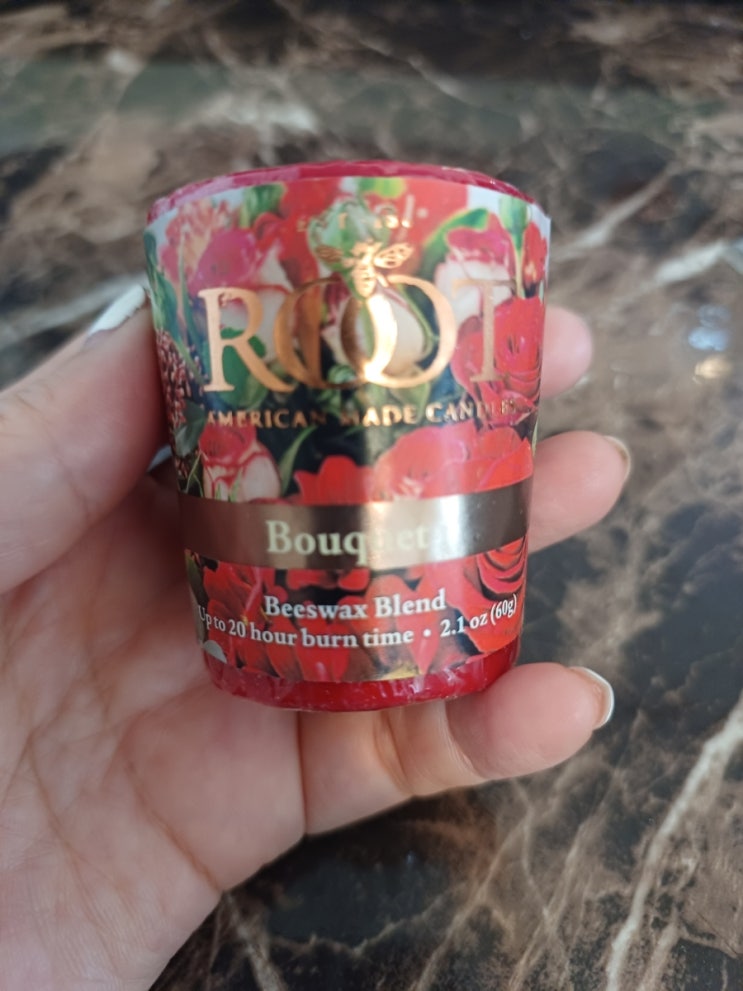 ROOT
AMERICAN MADE CANDLES
Bouquet
Beeswax Blend
Up to 20 hour burn time • 2.1 oz (60g)